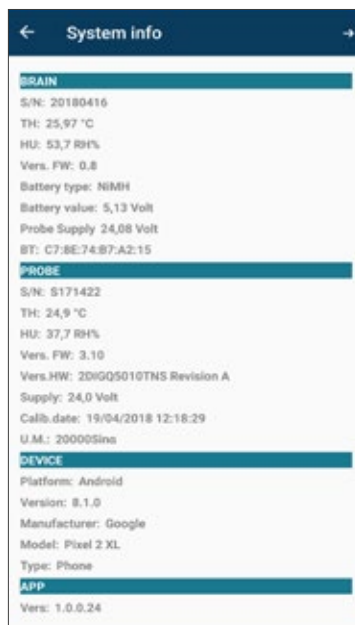 ← System info →
BRAIN
S/N: 20180416
TH: 25,97 °C
HU: 53,7 RH%
Vers. FW: 0.8
Battery type: NiMH
Battery value: 5,13 Volt
Probe Supply 24,08 Volt
BT: C7:8E:74:B7:A2:15
PROBE
S/N: S171422
TH: 24,9 °C
HU: 37,7 RH%
Vers. FW: 3.10
Vers.HW: 2DIGQ5010TNS Revision A
Supply: 24,0 Volt
Calib.date: 19/04/2018 12:18:29
U.M.: 20000Sins
DEVICE
Platform: Android
Version: 8.1.0
Manufacturer: Google
Model: Pixel 2 XL
Type: Phone
APP
Vers: 1.0.0.24